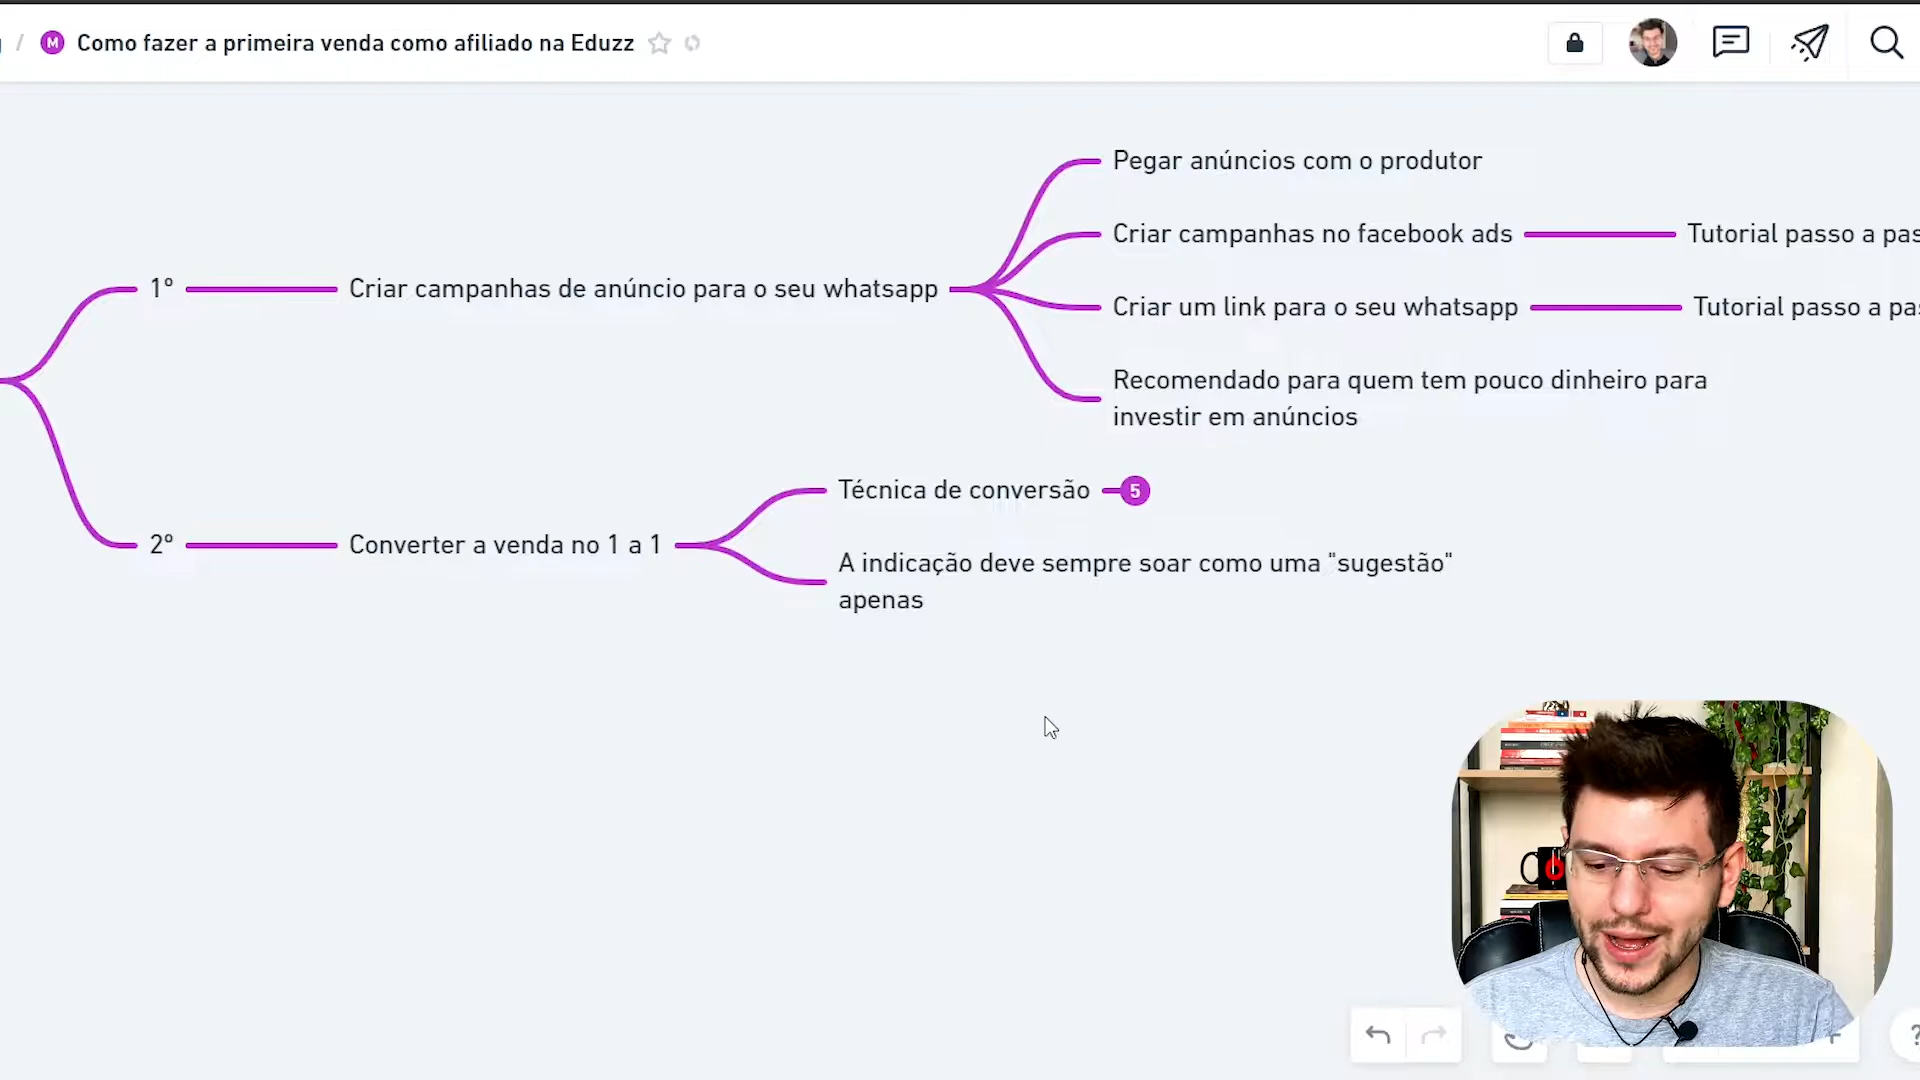 / M Como fazer a primeira venda como afiliado na Eduzz
Pegar anúncios com o produtor
Criar campanhas no facebook ads
Tutorial passo a pas
1º
Criar campanhas de anúncio para o seu whatsapp
Criar um link para o seu whatsapp
Tutorial passo a pas
Recomendado para quem tem pouco dinheiro para
investir em anúncios
Técnica de conversão
5
2º
Converter a venda no 1 a 1
A indicação deve sempre soar como uma "sugestão"
apenas
?